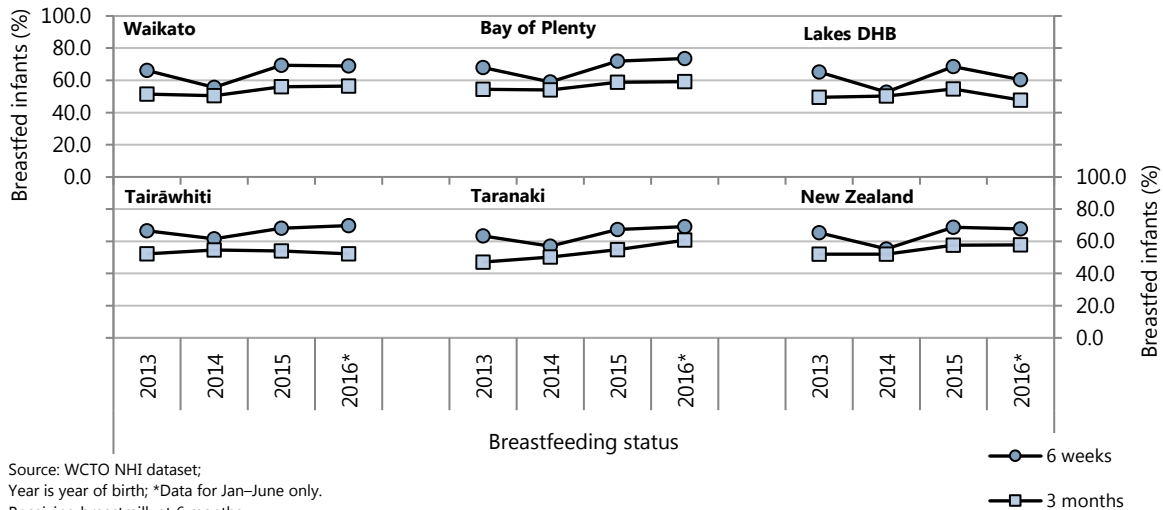 Breastfed infants (%)
100.0
80.0
60.0
40.0
20.0
0.0
Waikato
Bay of Plenty
Lakes DHB
Tairāwhiti
Taranaki
New Zealand
100.0
80.0
60.0
40.0
20.0
0.0
Breastfed infants (%)
2013 2014 2015 2016* 2013 2014 2015 2016* 2013 2014 2015 2016*
Breastfeeding status
6 weeks
3 months
Source: WCTO NHI dataset;
Year is year of birth; *Data for Jan–June only.